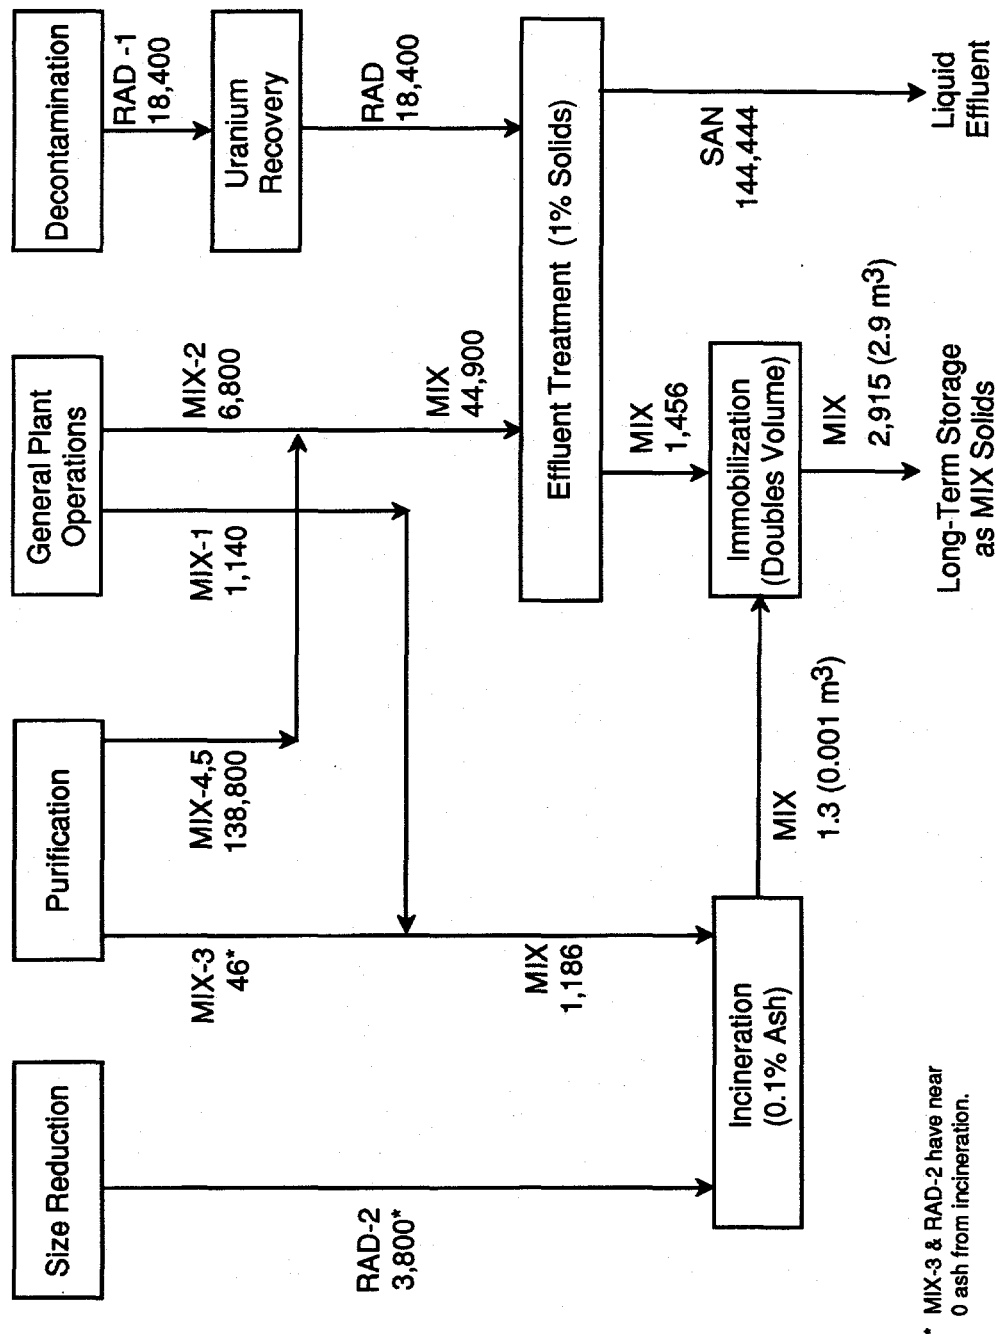 Size Reduction
Purification
General Plant
Operations
Decontamination
RAD -1
18,400
Uranium
Recovery
MIX-3
46*
MIX-4,5
138,800
MIX-1
1,140
MIX-2
6,800
RAD-2
3,800*
MIX
1,186
MIX
44,900
RAD
18,400
Effluent Treatment (1% Solids)
MIX
1,456
SAN
144,444
Incineration
(0.1% Ash)
MIX
1.3 (0.001 m³)
Immobilization
(Doubles Volume)
MIX
2,915 (2.9 m³)
Long-Term Storage
as MIX Solids
Liquid
Effluent
* MIX-3 & RAD-2 have near
0 ash from incineration.